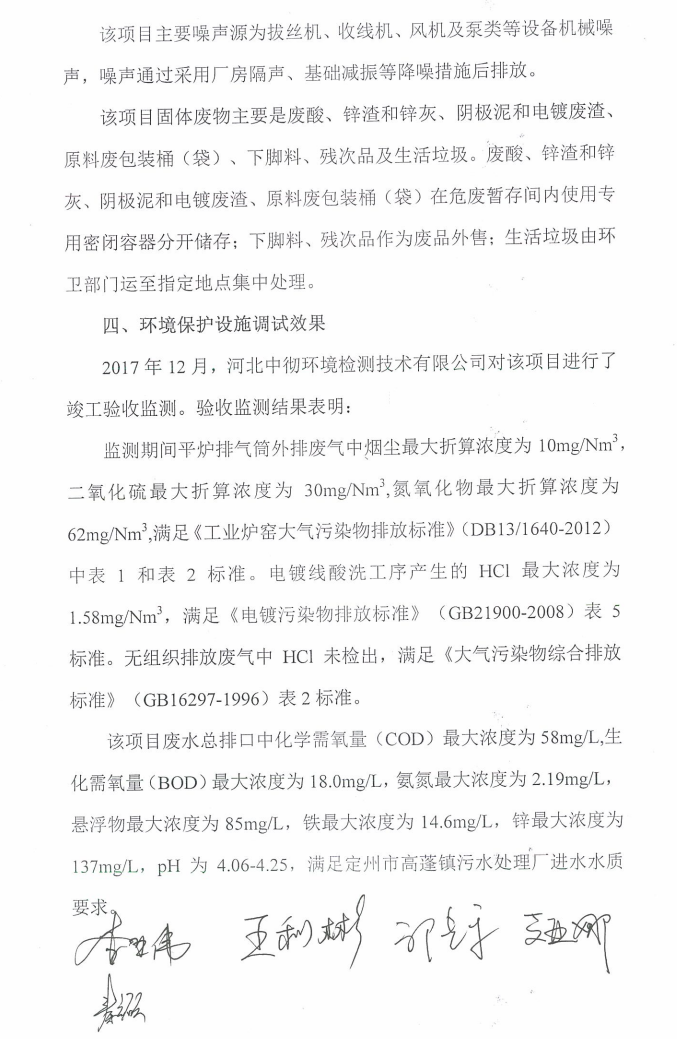 该项目主要噪声源为拔丝机、收线机、风机及泵类等设备机械噪
声，噪声通过采用厂房隔声、基础减振等降噪措施后排放。
该项目固体废物主要是废酸、锌渣和锌灰、阴极泥和电镀废渣、
原料废包装桶（袋）、下脚料、残次品及生活垃圾。废酸、锌渣和锌
灰、阴极泥和电镀废渣、原料废包装桶（袋）在危废暂存间内使用专
用密闭容器分开储存；下脚料、残次品作为废品外售；生活垃圾由环
卫部门运至指定地点集中处理。
四、环境保护设施调试效果
2017 年 12 月，河北中彻环境检测技术有限公司对该项目进行了
竣工验收监测。验收监测结果表明：
监测期间平炉排气筒外排废气中烟尘最大折算浓度为 10mg/Nm³，
二氧化硫最大折算浓度为 30mg/Nm³,氮氧化物最大折算浓度为
62mg/Nm³,满足《工业炉窑大气污染物排放标准》（DB13/1640-2012）
中表 1 和表 2 标准。电镀线酸洗工序产生的 HCl 最大浓度为
1.58mg/Nm³，满足《电镀污染物排放标准》（GB21900-2008）表 5
标准。无组织排放废气中 HCl 未检出，满足《大气污染物综合排放
标准》（GB16297-1996）表 2 标准。
该项目废水总排口中化学需氧量（COD）最大浓度为 58mg/L,生
化需氧量（BOD）最大浓度为 18.0mg/L，氨氮最大浓度为 2.19mg/L，
悬浮物最大浓度为 85mg/L，铁最大浓度为 14.6mg/L，锌最大浓度为
137mg/L，pH 为 4.06-4.25，满足定州市高蓬镇污水处理厂进水水质
要求。